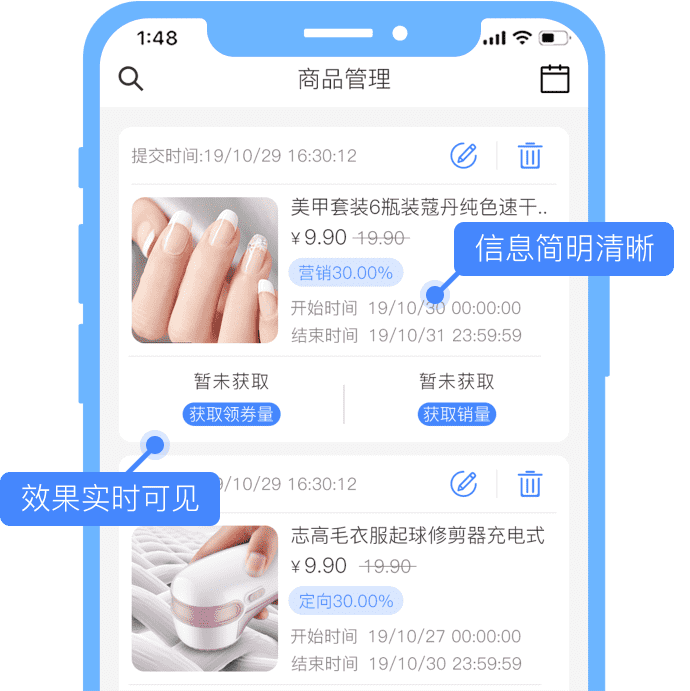 1:48
商品管理
提交时间:19/10/29 16:30:12
美甲套装6瓶装蔻丹纯色速干..
¥9.90 19.90
信息简明清晰
营销30.00%
开始时间 19/10/30 00:00:00
结束时间 19/10/31 23:59:59
暂未获取 暂未获取
获取领券量 获取销量
效果实时可见
9/10/29 16:30:12
志高毛衣服起球修剪器充电式
¥9.90 19.90
定向30.00%
开始时间 19/10/27 00:00:00
结束时间 19/10/30 23:59:59